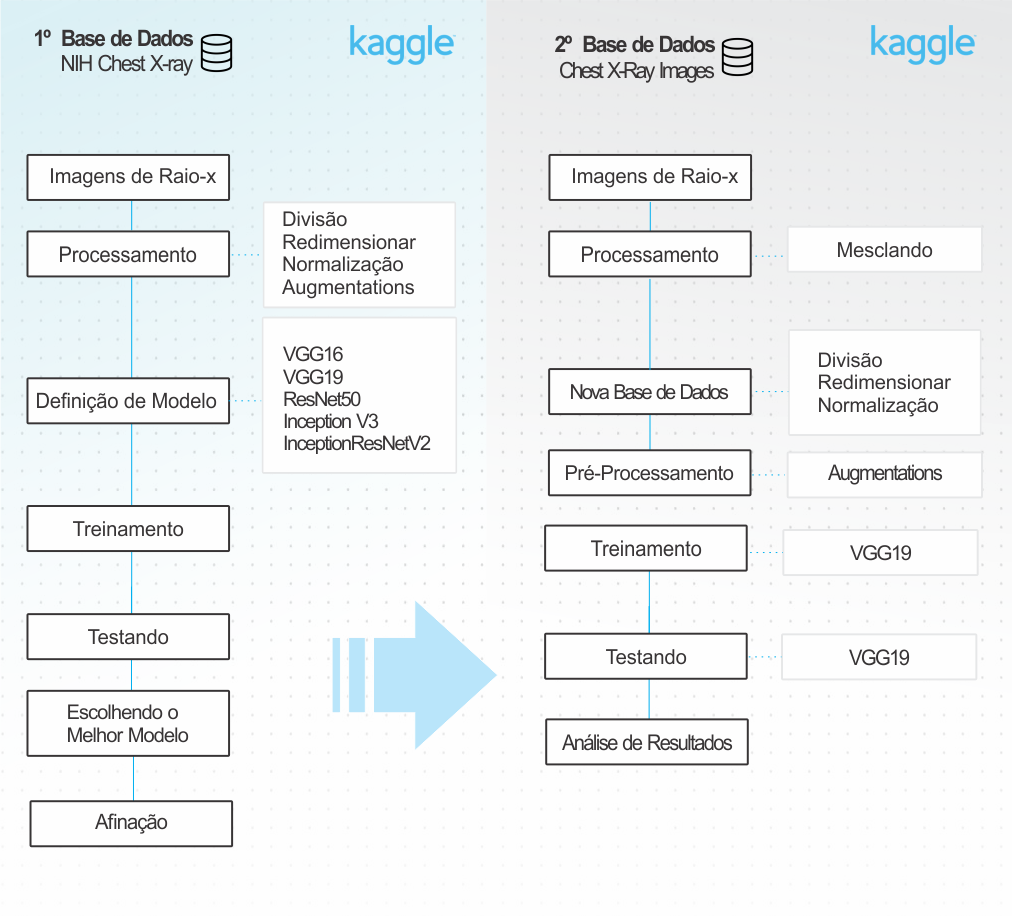 1º Base de Dados
NIH Chest X-ray
kaggle
Imagens de Raio-x
Processamento
Divisão
Redimensionar
Normalização
Augmentations
Definição de Modelo
VGG16
VGG19
ResNet50
Inception V3
InceptionResNetV2
Treinamento
Testando
Escolhendo o
Melhor Modelo
Afinação
2º Base de Dados
Chest X-Ray Images
kaggle
Imagens de Raio-x
Processamento
Mesclando
Nova Base de Dados
Divisão
Redimensionar
Normalização
Pré-Processamento
Augmentations
Treinamento
VGG19
Testando
VGG19
Análise de Resultados